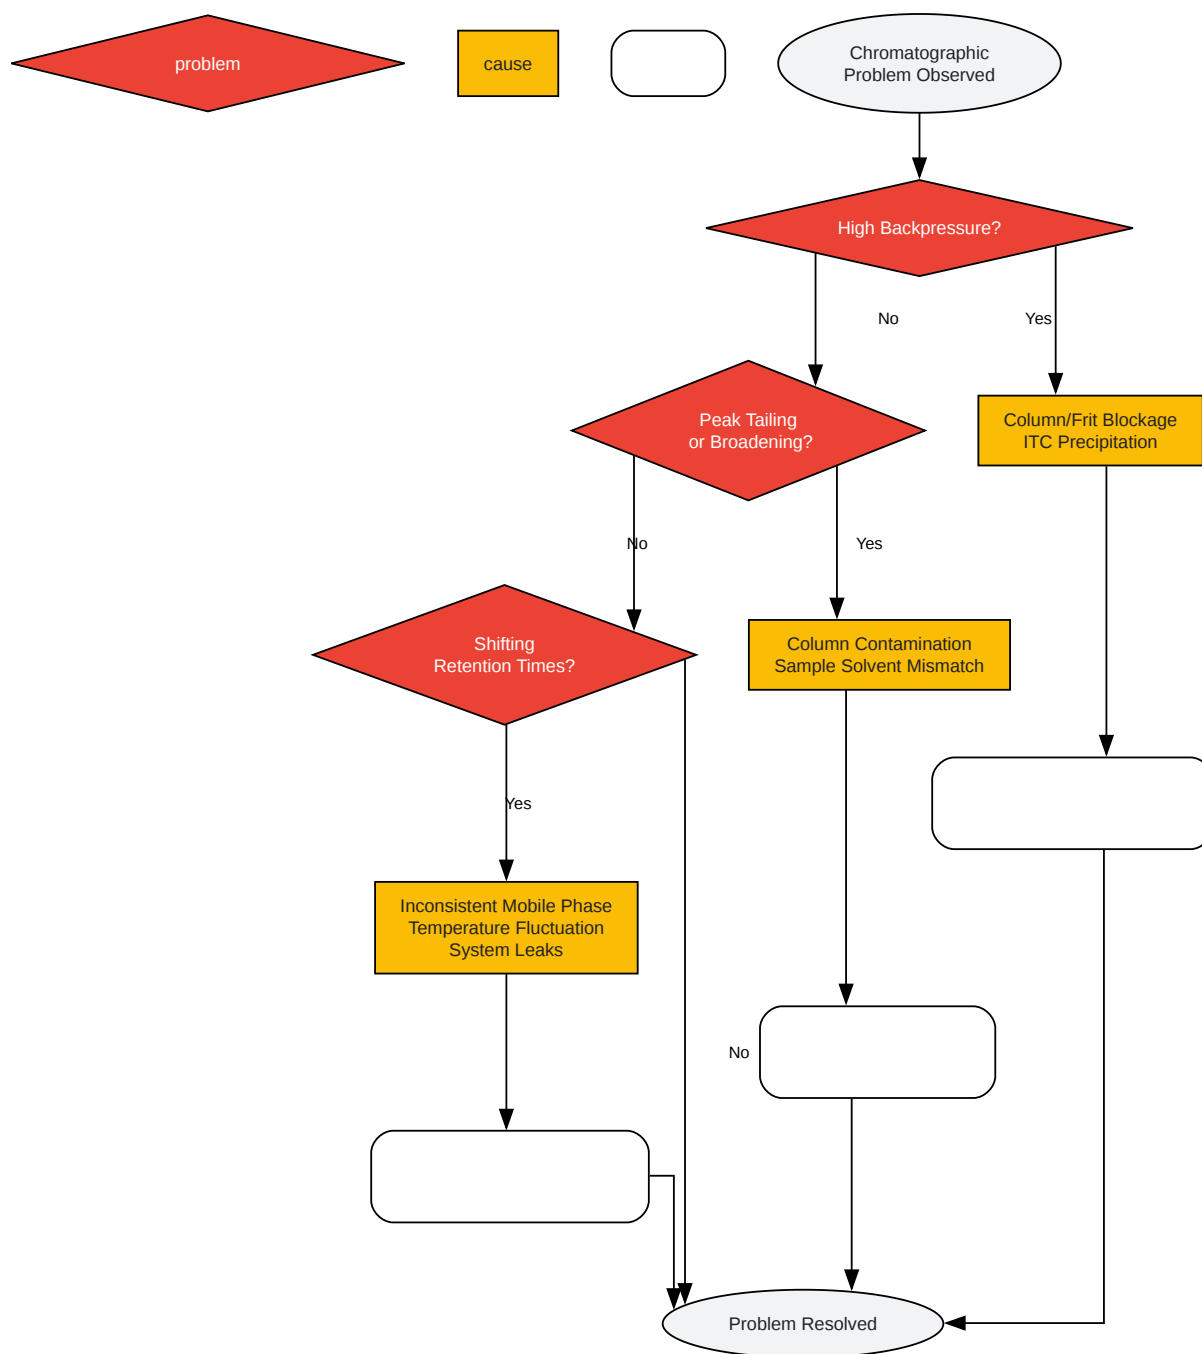 problem
cause
Chromatographic
Problem Observed
High Backpressure?
No
Yes
Peak Tailing
or Broadening?
Column/Frit Blockage
ITC Precipitation
No
Yes
Shifting
Retention Times?
Column Contamination
Sample Solvent Mismatch
Yes
Inconsistent Mobile Phase
Temperature Fluctuation
System Leaks
No
Problem Resolved